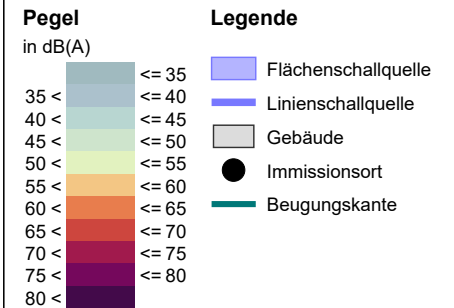 Pegel
in dB(A)
<= 35
35 < <= 40
40 < <= 45
45 < <= 50
50 < <= 55
55 < <= 60
60 < <= 65
65 < <= 70
70 < <= 75
75 < <= 80
80 <
Legende
Flächenschallquelle
Linienschallquelle
Gebäude
Immissionsort
Beugungskante